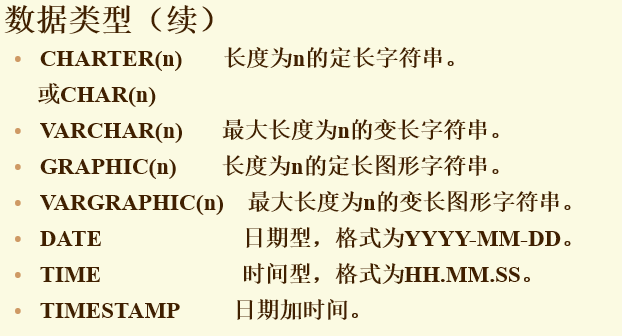 数据类型（续）
• CHARTER(n) 长度为n的定长字符串。
或CHAR(n)
• VARCHAR(n) 最大长度为n的变长字符串。
• GRAPHIC(n) 长度为n的定长图形字符串。
• VARGRAPHIC(n) 最大长度为n的变长图形字符串。
• DATE 日期型，格式为YYYY-MM-DD。
• TIME 时间型，格式为HH.MM.SS。
• TIMESTAMP 日期加时间。